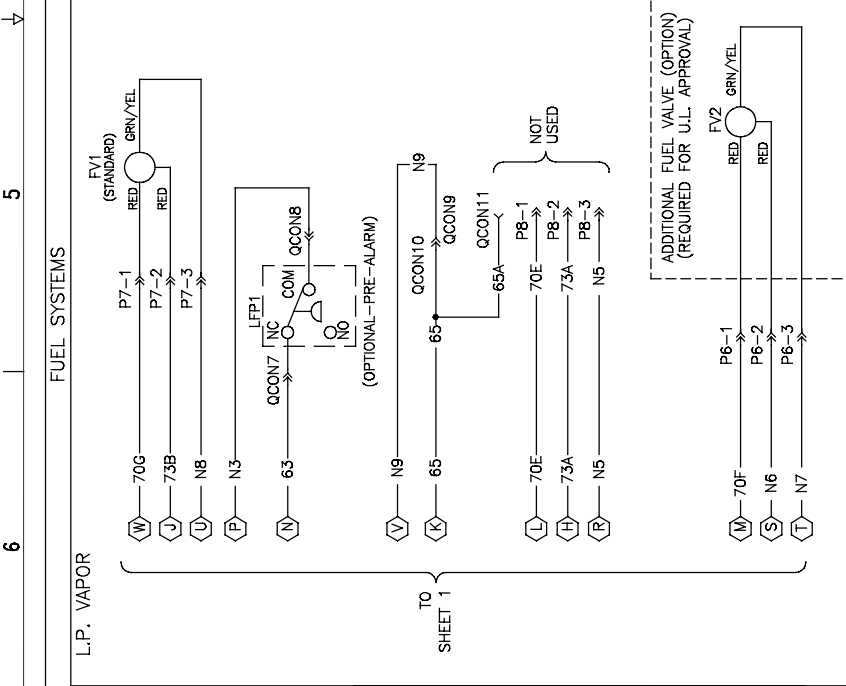 5
6
FUEL SYSTEMS
L.P. VAPOR
FV1
(STANDARD)
RED
GRN/YEL
RED
P7-1
P7-2
P7-3
70G
73B
N8
W
J
U
LFP1
QCON8
COM
NC
NO
QCON7
(OPTIONAL-PRE-ALARM)
N3
63
P
N
N9
QCON10
QCON9
QCON11
65
65A
N9
65
V
K
NOT
USED
P8-1
P8-2
P8-3
70E
73A
N5
70E
73A
N5
L
H
R
ADDITIONAL FUEL VALVE (OPTION)
(REQUIRED FOR U.L. APPROVAL)
FV2
RED
GRN/YEL
RED
P6-1
P6-2
P6-3
70F
N6
N7
M
S
T
TO
SHEET 1